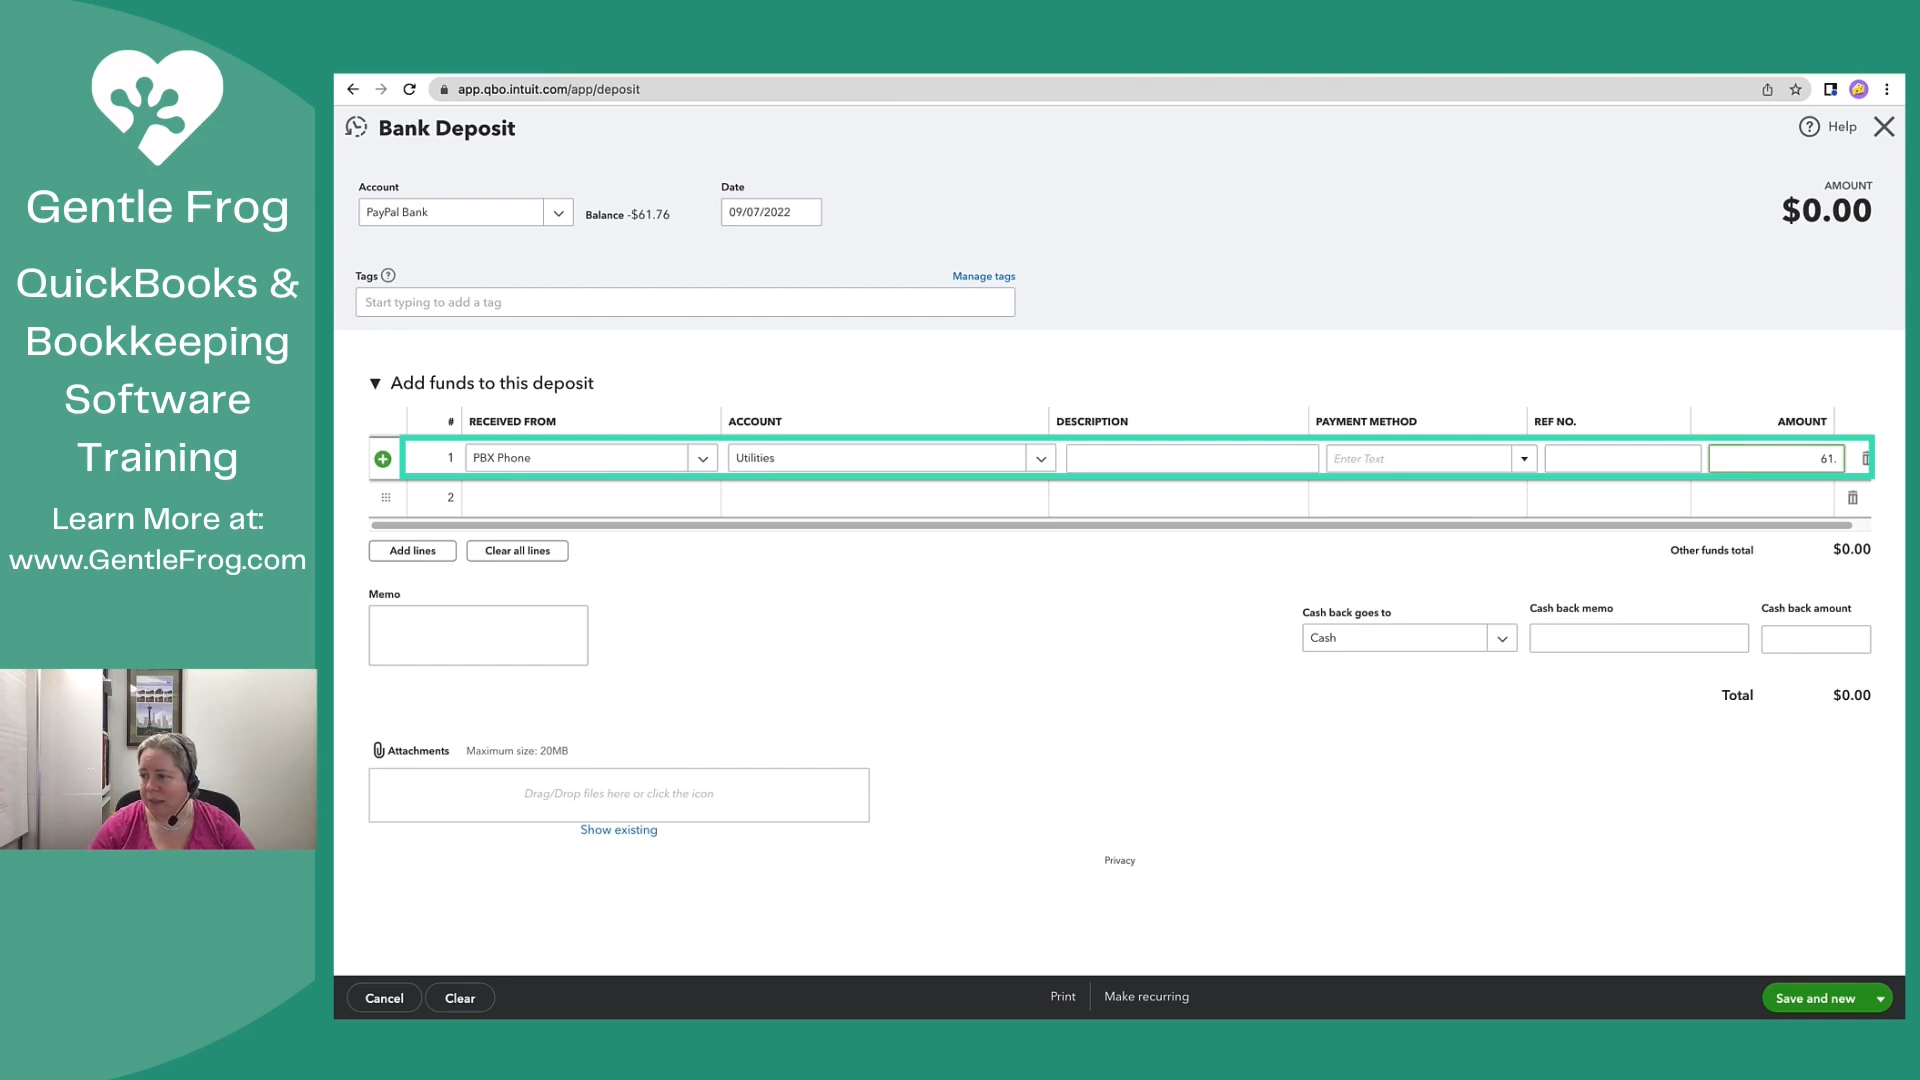 Gentle Frog
QuickBooks &
Bookkeeping
Software
Training
Learn More at:
www.GentleFrog.com
app.qbo.intuit.com/app/deposit
Bank Deposit
? Help
Account
PayPal Bank
Balance -$61.76
Date
09/07/2022
AMOUNT
$0.00
Tags ?
Manage tags
Start typing to add a tag
Add funds to this deposit
# RECEIVED FROM ACCOUNT DESCRIPTION PAYMENT METHOD REF NO. AMOUNT
1 PBX Phone Utilities Enter Text 61.
2
Add lines Clear all lines
Other funds total $0.00
Memo
Cash back goes to
Cash
Cash back memo
Cash back amount
Total $0.00
Attachments Maximum size: 20MB
Drag/Drop files here or click the icon
Show existing
Privacy
Cancel Clear Print Make recurring Save and new